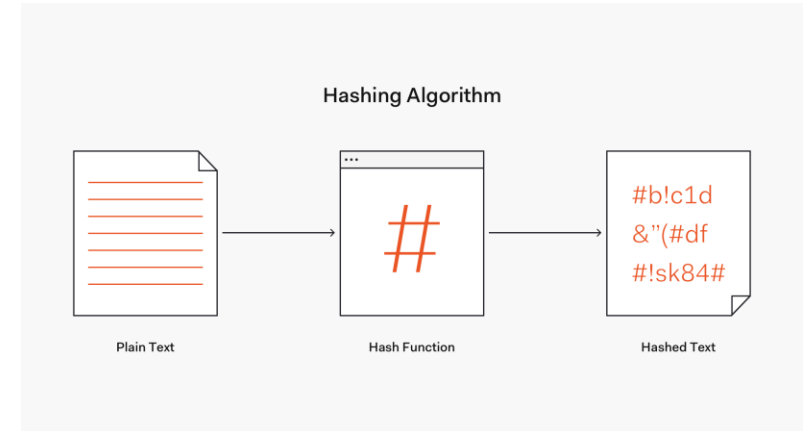 Hashing Algorithm
#
#b!c1d
&”(#df
#!sk84#
Plain Text
Hash Function
Hashed Text